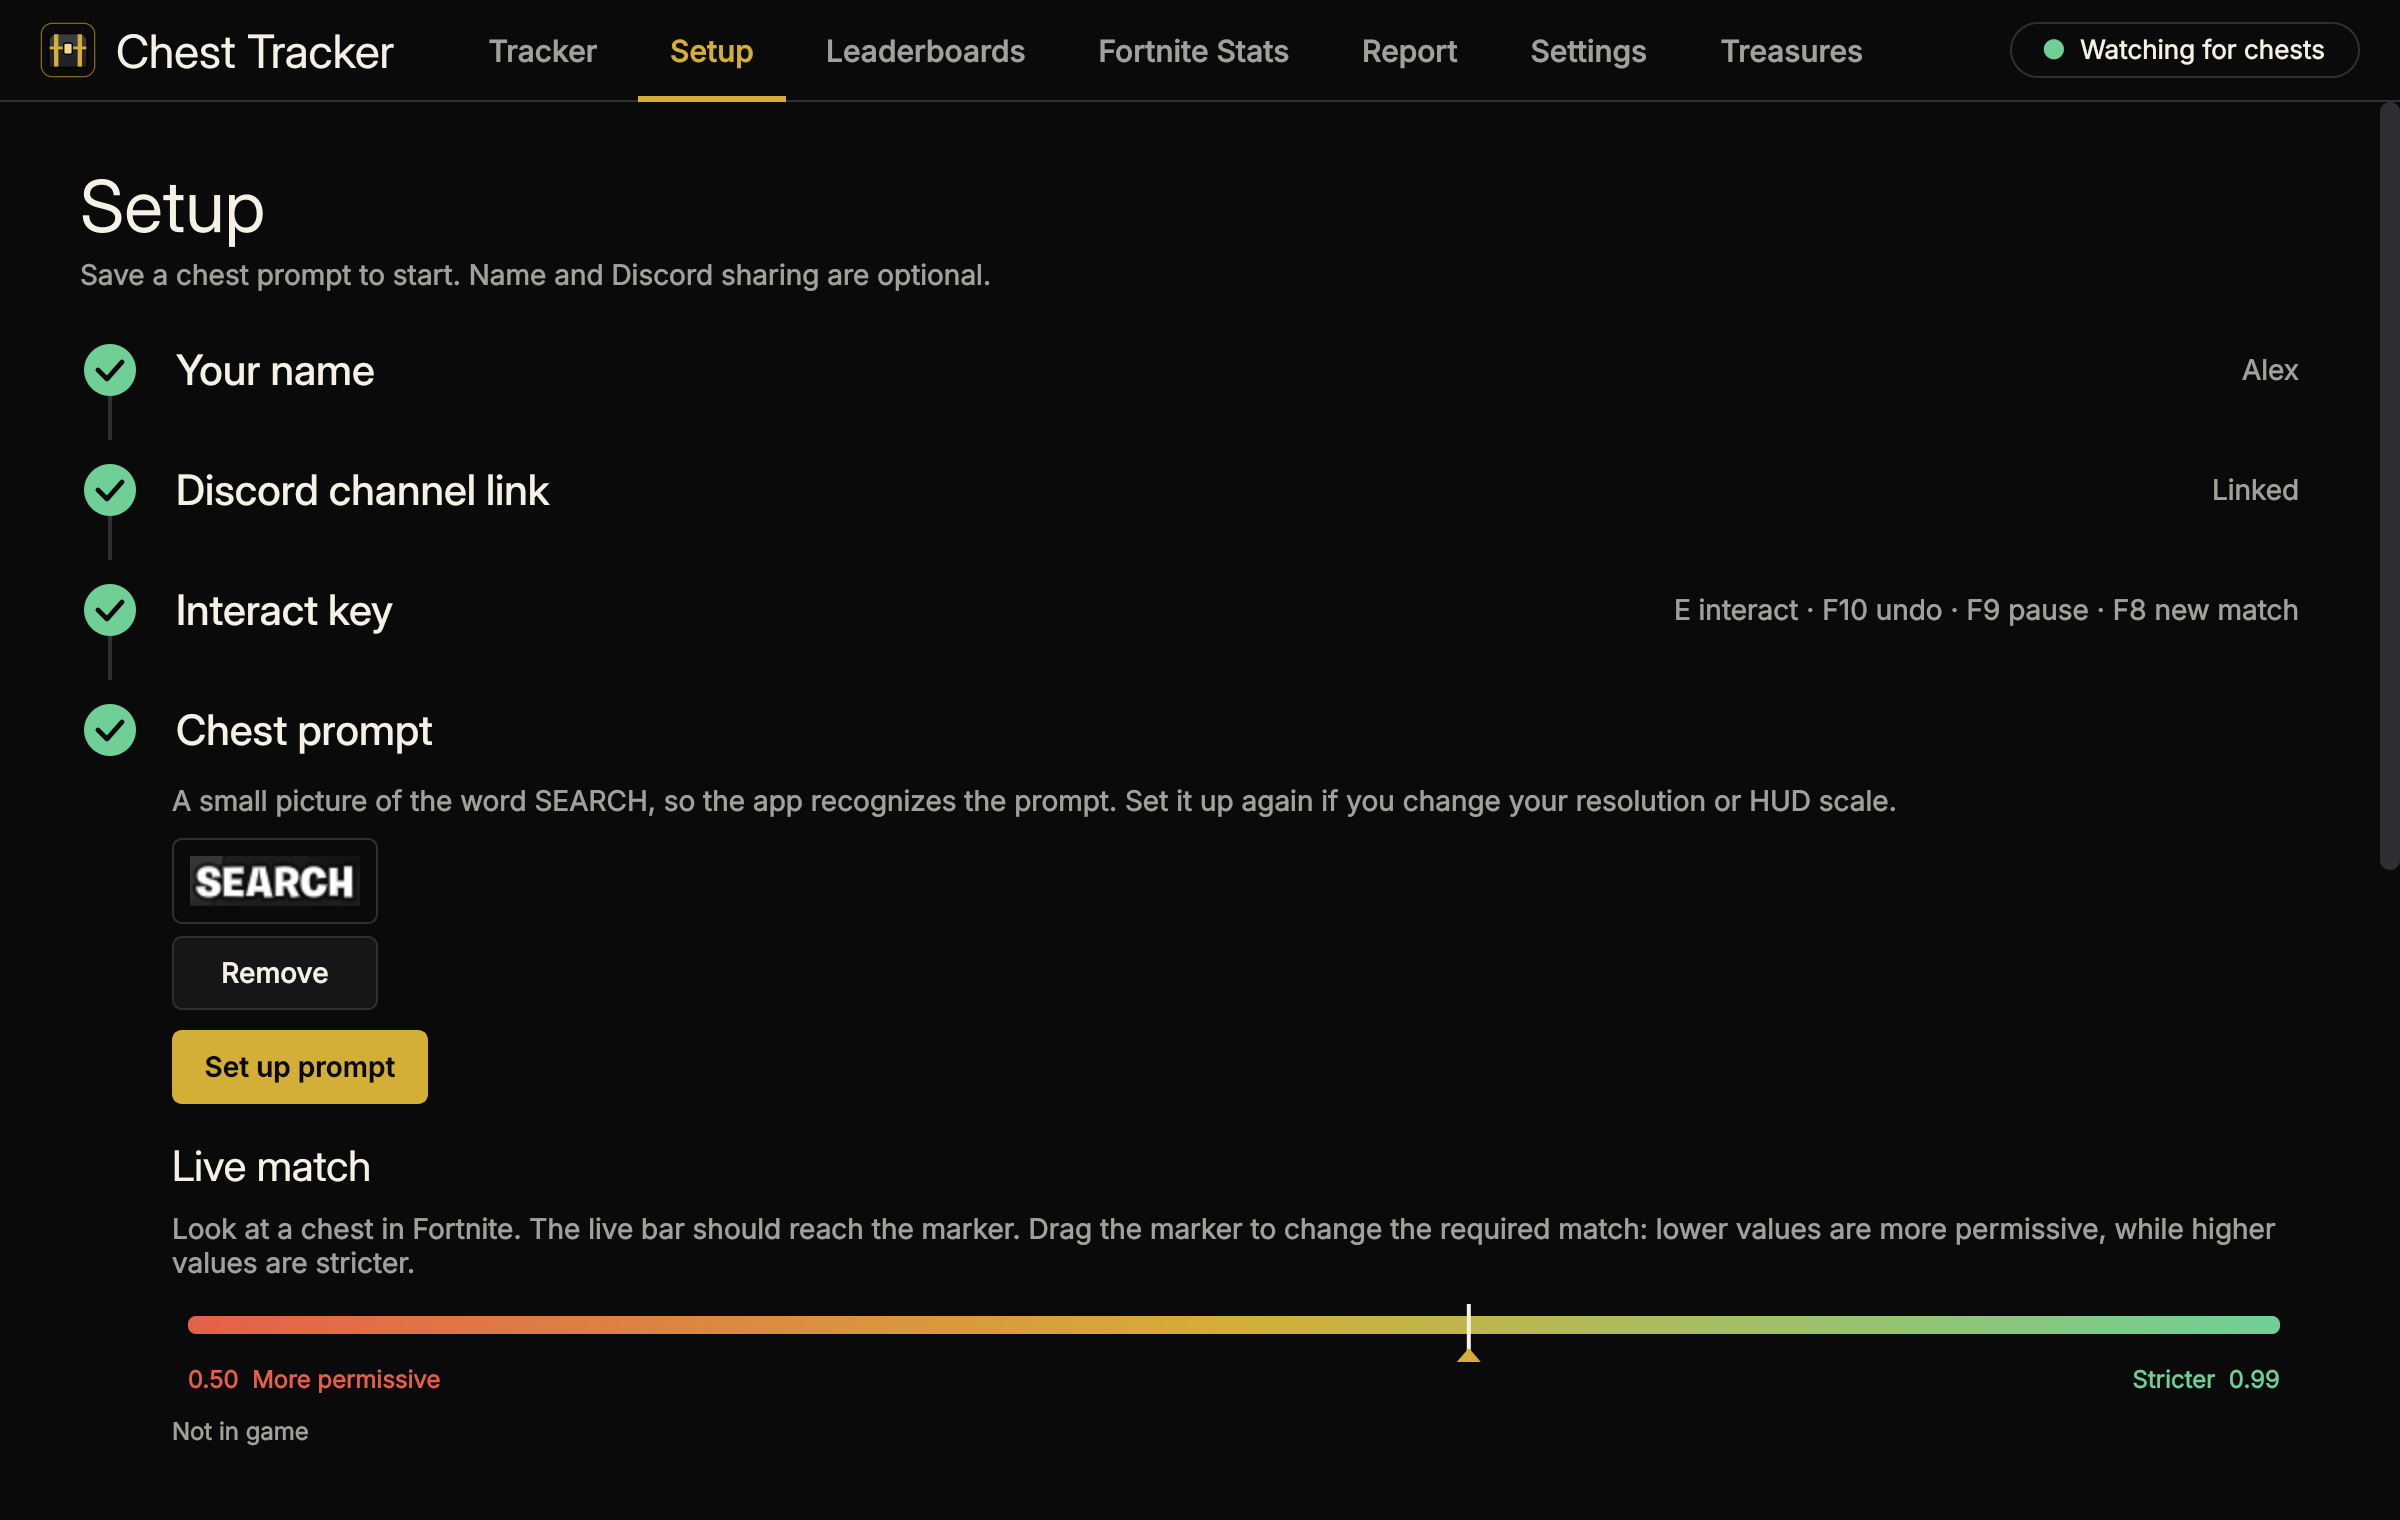 Chest Tracker Tracker Setup Leaderboards Fortnite Stats Report Settings Treasures Watching for chests
Setup
Save a chest prompt to start. Name and Discord sharing are optional.
Your name Alex
Discord channel link Linked
Interact key E interact · F10 undo · F9 pause · F8 new match
Chest prompt
A small picture of the word SEARCH, so the app recognizes the prompt. Set it up again if you change your resolution or HUD scale.
SEARCH
Remove
Set up prompt
Live match
Look at a chest in Fortnite. The live bar should reach the marker. Drag the marker to change the required match: lower values are more permissive, while higher
values are stricter.
0.50 More permissive Stricter 0.99
Not in game